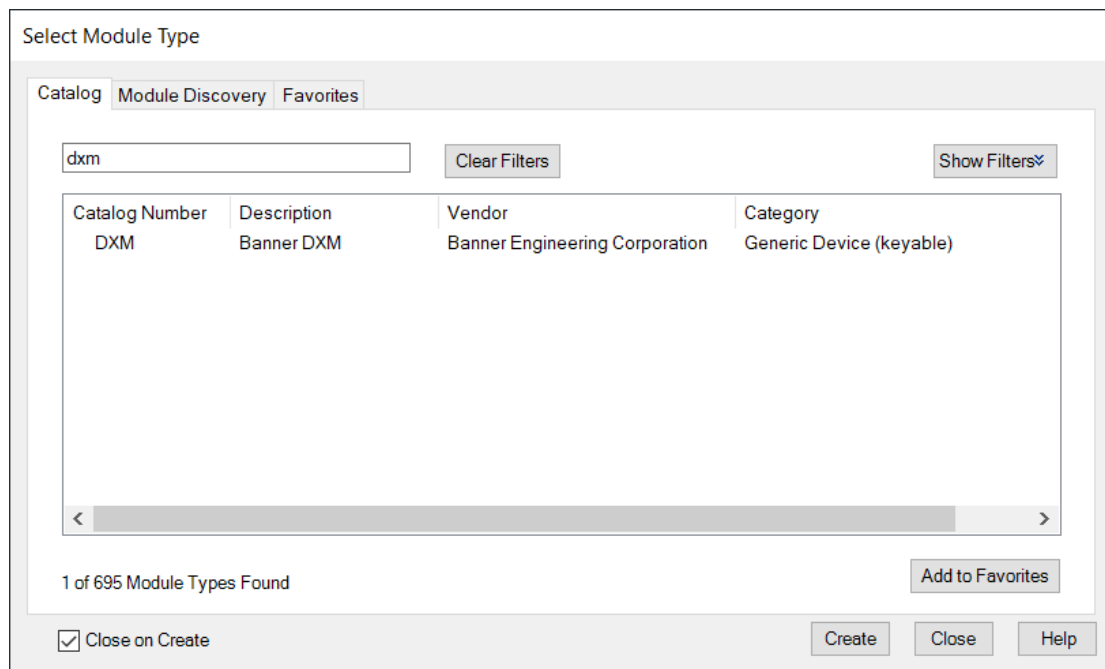 Select Module Type
Catalog Module Discovery Favorites
dxm Clear Filters Show Filters
Catalog Number Description Vendor Category
DXM Banner DXM Banner Engineering Corporation Generic Device (keyable)
1 of 695 Module Types Found Add to Favorites
Close on Create Create Close Help